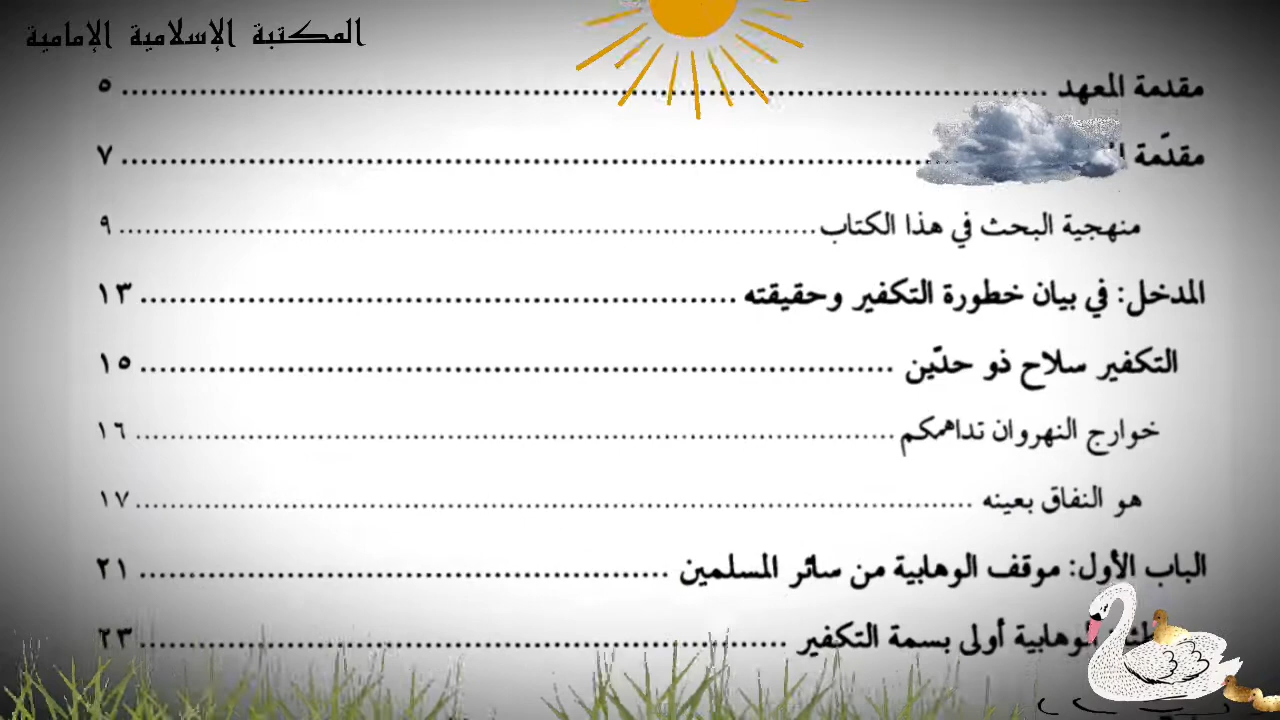 المكتبة الإسلامية الإمامية
مقدمة المعهد ................ ٥
مقدّمة ................ ٧
منهجية البحث في هذا الكتاب ................ ٩
المدخل: في بيان خطورة التكفير وحقيقته ................ ١٣
التكفير سلاح ذو حدّين ................ ١٥
خوارج النهروان تداهمكم ................ ١٦
هو النفاق بعينه ................ ١٧
الباب الأول: موقف الوهابية من سائر المسلمين ................ ٢١
الوهابية أولى بسمة التكفير ................ ٢٣